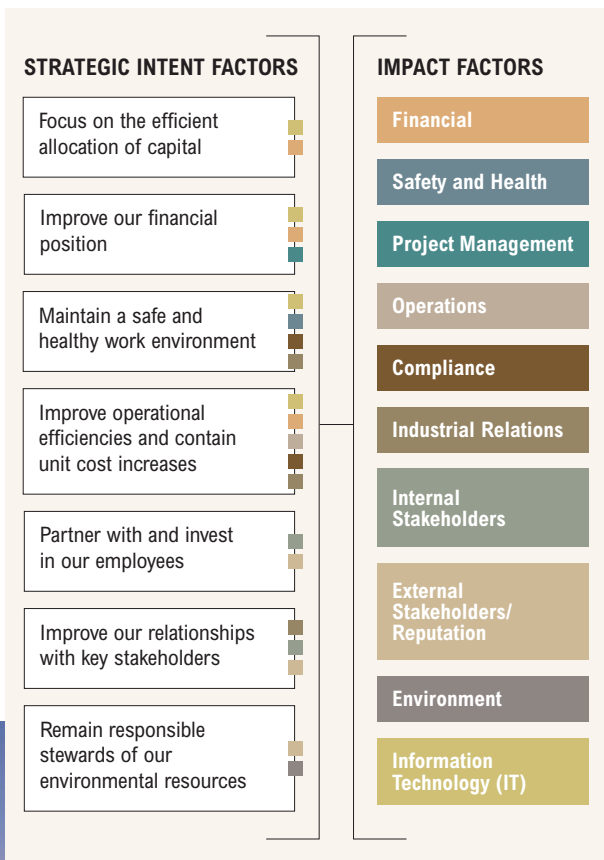 STRATEGIC INTENT FACTORS
Focus on the efficient
allocation of capital
Improve our financial
position
Maintain a safe and
healthy work environment
Improve operational
efficiencies and contain
unit cost increases
Partner with and invest
in our employees
Improve our relationships
with key stakeholders
Remain responsible
stewards of our
environmental resources
IMPACT FACTORS
Financial
Safety and Health
Project Management
Operations
Compliance
Industrial Relations
Internal
Stakeholders
External
Stakeholders/
Reputation
Environment
Information
Technology (IT)